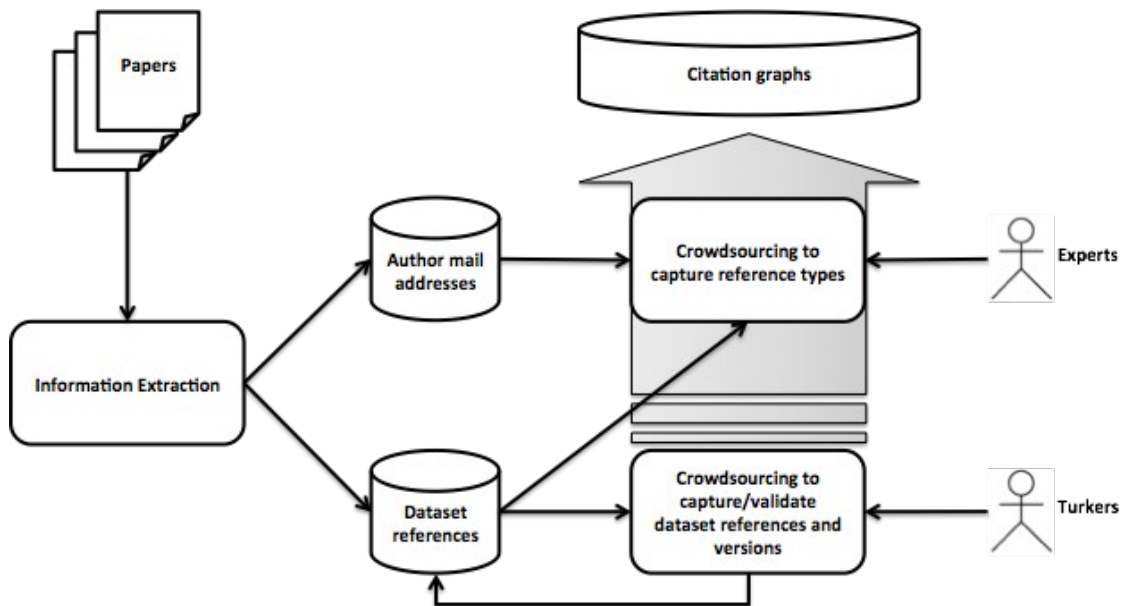 Papers
Citation graphs
Author mail
addresses
Crowdsourcing to
capture reference types
Experts
Information Extraction
Dataset
references
Crowdsourcing to
capture/validate
dataset references and
versions
Turkers